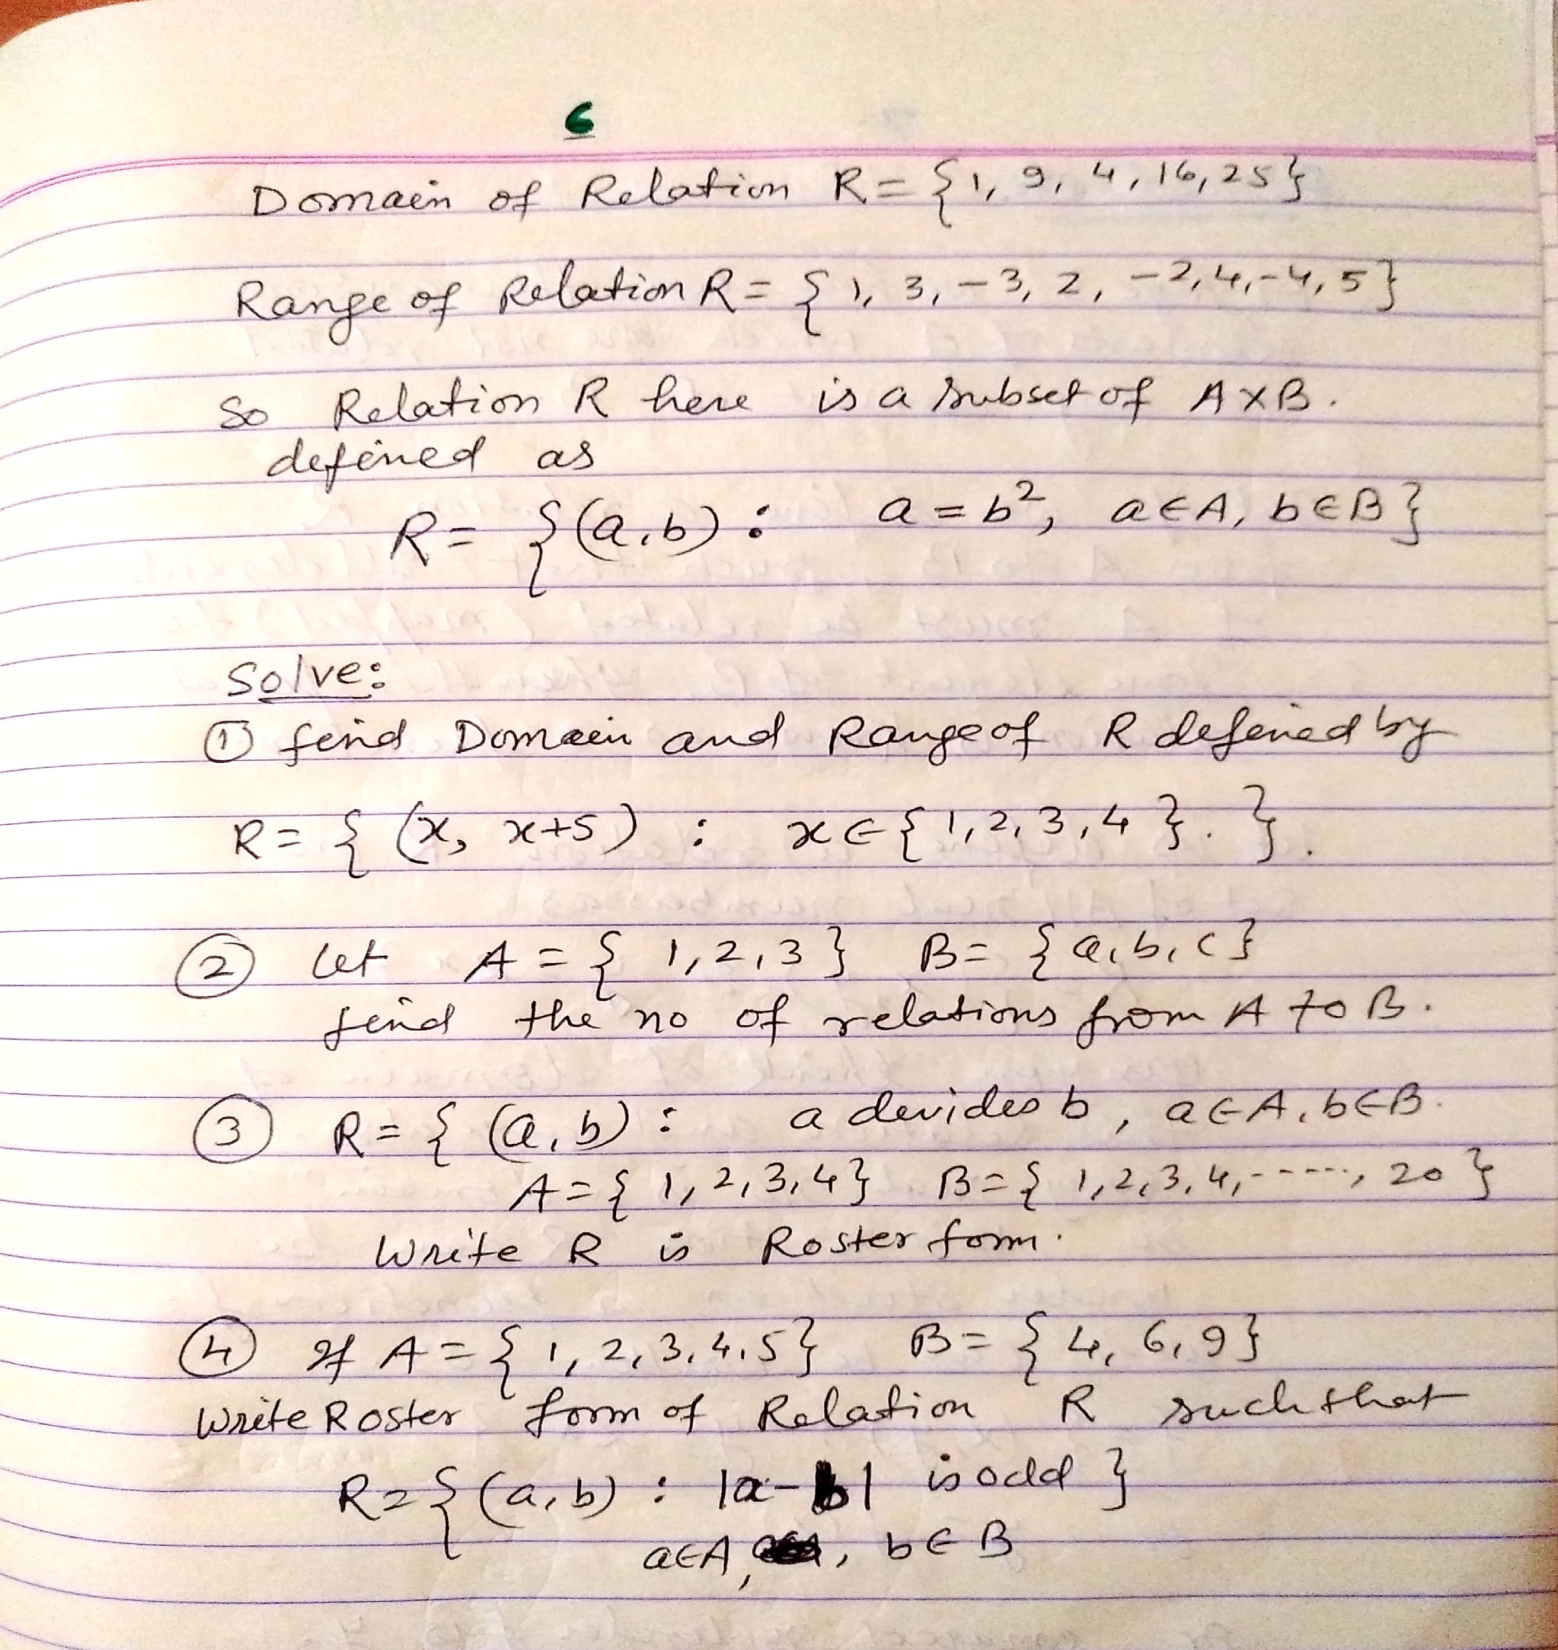 6
Domain of Relation R = {1, 9, 4, 16, 25}
Range of Relation R = {1, 3, -3, 2, -2, 4, -4, 5}
So Relation R here is a subset of A×B.
defined as
R = {(a,b) : a = b², a∈A, b∈B}
Solve:
① find Domain and Range of R defined by
R = { (x, x+5) : x ∈ {1,2,3,4}. }.
② let A = { 1,2,3 } B = {a,b,c}
find the no of relations from A to B.
③ R = { (a,b) : a devides b, a∈A, b∈B.
A = { 1,2,3,4} B = { 1,2,3,4,-----, 20 }
Write R is Roster form.
④ If A = { 1,2,3,4,5} B = { 4,6,9}
Write Roster form of Relation R such that
R = {(a,b) : |a-b| is odd }
a∈A, , b∈B